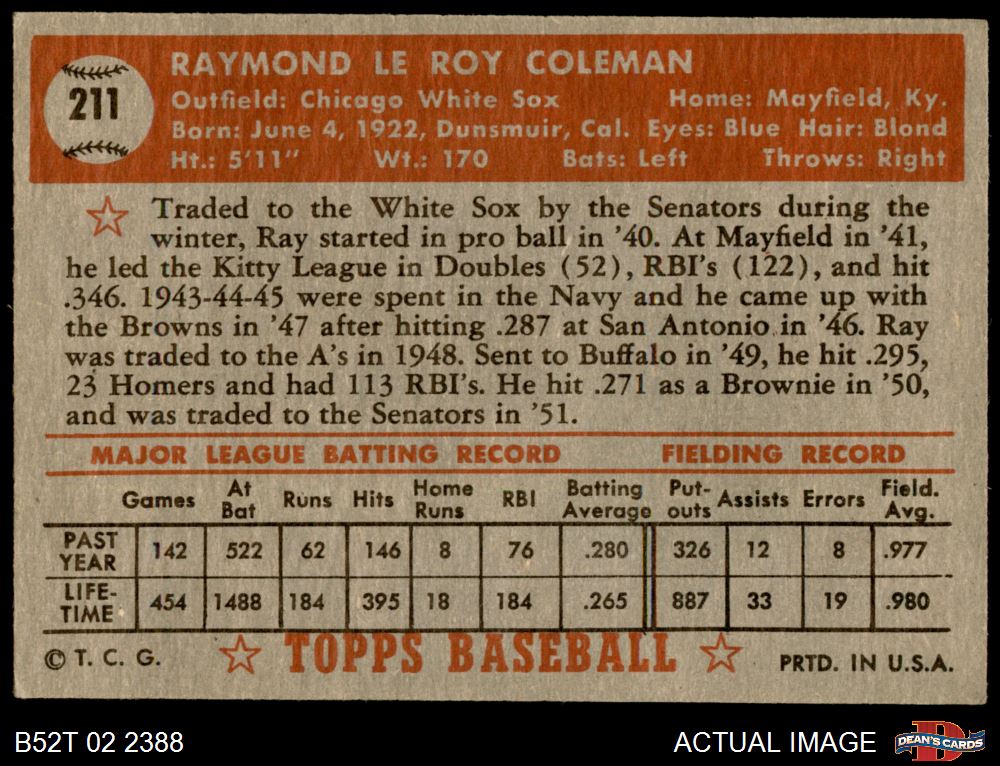 211
RAYMOND LE ROY COLEMAN
Outfield: Chicago White Sox Home: Mayfield, Ky.
Born: June 4, 1922, Dunsmuir, Cal. Eyes: Blue Hair: Blond
Ht.: 5'11" Wt.: 170 Bats: Left Throws: Right
Traded to the White Sox by the Senators during the
winter, Ray started in pro ball in '40. At Mayfield in '41,
he led the Kitty League in Doubles (52), RBI's (122), and hit
.346. 1943-44-45 were spent in the Navy and he came up with
the Browns in '47 after hitting .287 at San Antonio in '46. Ray
was traded to the A's in 1948. Sent to Buffalo in '49, he hit .295,
23 Homers and had 113 RBI's. He hit .271 as a Brownie in '50,
and was traded to the Senators in '51.
MAJOR LEAGUE BATTING RECORD FIELDING RECORD
Games At Bat Runs Hits Home Runs RBI Batting Average Put-outs Assists Errors Field. Avg.
PAST YEAR 142 522 62 146 8 76 .280 326 12 8 .977
LIFE-TIME 454 1488 184 395 18 184 .265 887 33 19 .980
© T. C. G. TOPPS BASEBALL PRTD. IN U.S.A.
B52T 02 2388 ACTUAL IMAGE DEAN'S CARDS